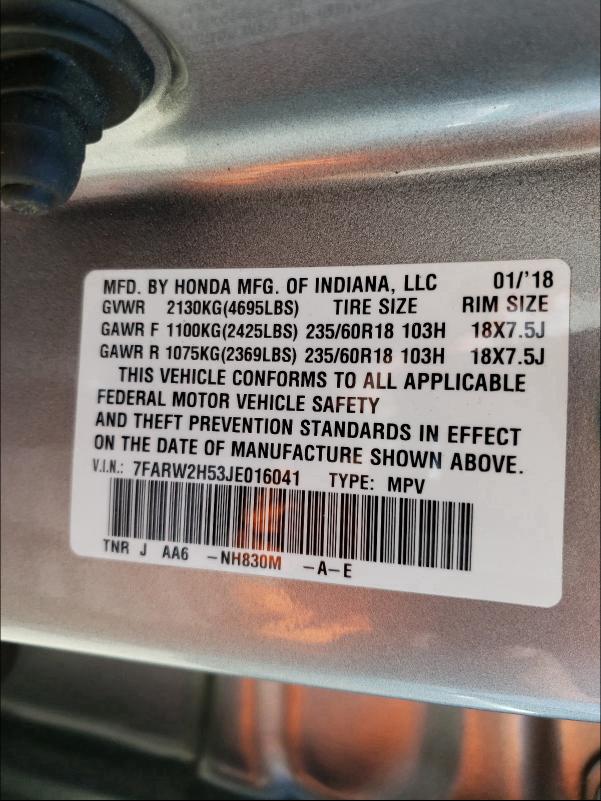 MFD. BY HONDA MFG. OF INDIANA, LLC 01/'18
GVWR 2130KG(4695LBS) TIRE SIZE RIM SIZE
GAWR F 1100KG(2425LBS) 235/60R18 103H 18X7.5J
GAWR R 1075KG(2369LBS) 235/60R18 103H 18X7.5J
THIS VEHICLE CONFORMS TO ALL APPLICABLE
FEDERAL MOTOR VEHICLE SAFETY
AND THEFT PREVENTION STANDARDS IN EFFECT
ON THE DATE OF MANUFACTURE SHOWN ABOVE.
V.I.N.: 7FARW2H53JE016041 TYPE: MPV
TNR J AA6 -NH830M -A-E